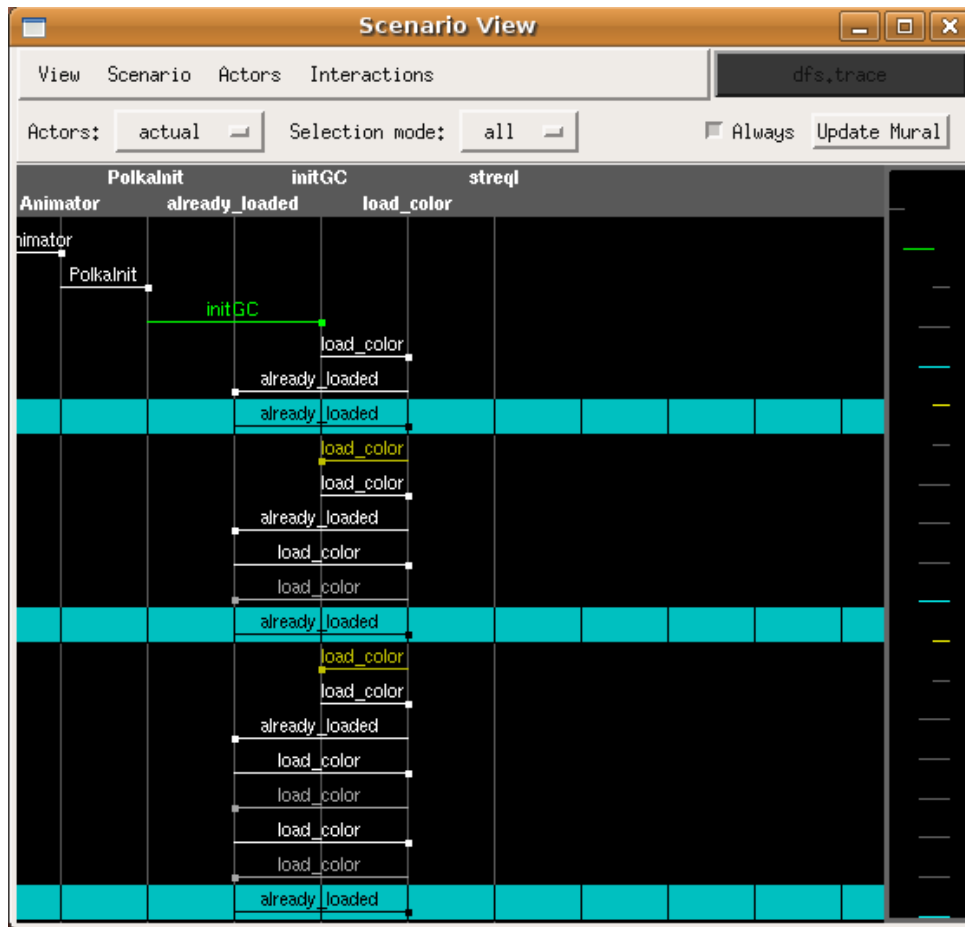 Scenario View
View Scenario Actors Interactions dfs.trace
Actors: actual Selection mode: all Always Update Mural
PolkaInit initGC streql
Animator already_loaded load_color
nimator
PolkaInit
initGC
load_color
already_loaded
already_loaded
load_color
load_color
already_loaded
load_color
load_color
already_loaded
load_color
load_color
already_loaded
load_color
load_color
load_color
load_color
already_loaded